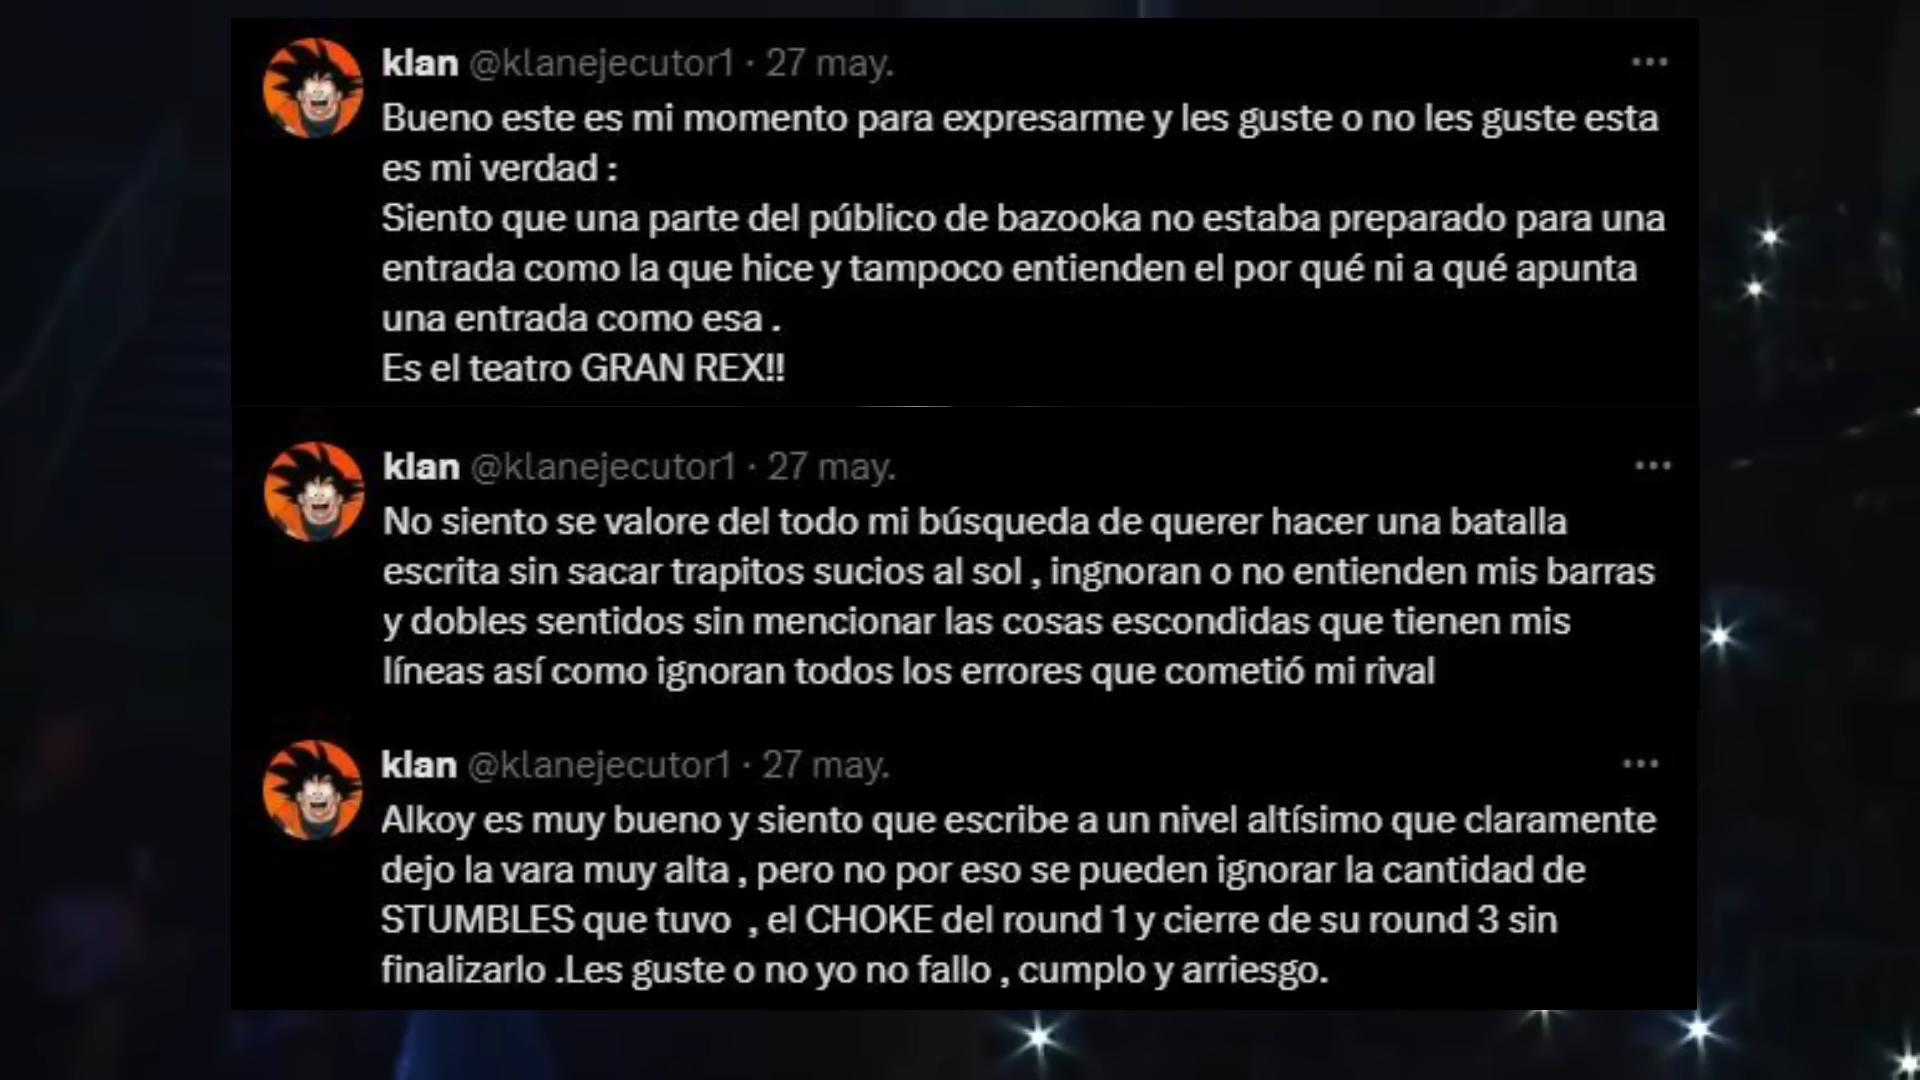 klan @klanejecutor1 · 27 may.
Bueno este es mi momento para expresarme y les guste o no les guste esta
es mi verdad :
Siento que una parte del público de bazooka no estaba preparado para una
entrada como la que hice y tampoco entienden el por qué ni a qué apunta
una entrada como esa .
Es el teatro GRAN REX!!
klan @klanejecutor1 · 27 may.
No siento se valore del todo mi búsqueda de querer hacer una batalla
escrita sin sacar trapitos sucios al sol , ingnoran o no entienden mis barras
y dobles sentidos sin mencionar las cosas escondidas que tienen mis
líneas así como ignoran todos los errores que cometió mi rival
klan @klanejecutor1 · 27 may.
Alkoy es muy bueno y siento que escribe a un nivel altísimo que claramente
dejo la vara muy alta , pero no por eso se pueden ignorar la cantidad de
STUMBLES que tuvo  , el CHOKE del round 1 y cierre de su round 3 sin
finalizarlo .Les guste o no yo no fallo , cumplo y arriesgo.